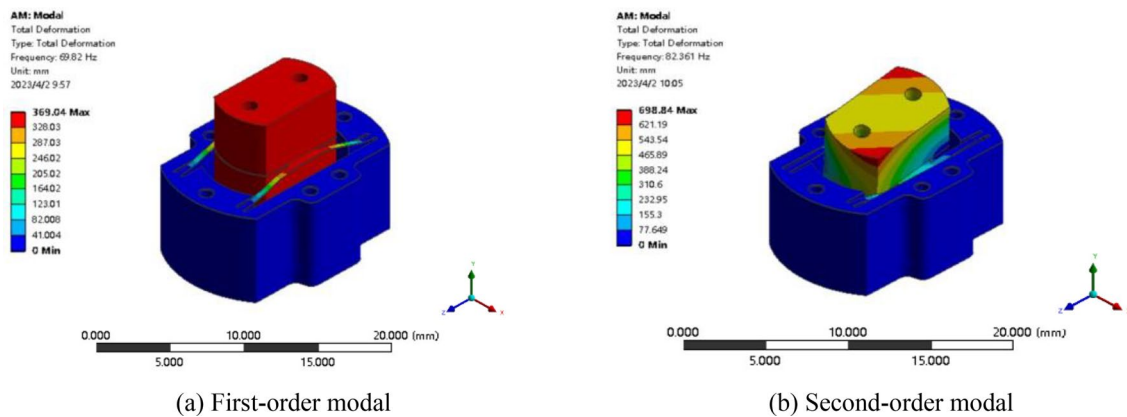 AM: Modal
Total Deformation
Type: Total Deformation
Frequency: 69.82 Hz
Unit: mm
2023/4/2 9:57
369.04 Max
328.03
287.03
246.02
205.02
164.02
123.01
82.008
41.004
0 Min
Y
Z
X
0.000
10.000
20.000 (mm)
5.000
15.000
(a) First-order modal
AM: Modal
Total Deformation
Type: Total Deformation
Frequency: 82.361 Hz
Unit: mm
2023/4/2 10:05
698.84 Max
621.19
543.54
465.89
388.24
310.6
232.95
155.3
77.649
0 Min
Y
Z
0.000
10.000
20.000 (mm)
5.000
15.000
(b) Second-order modal